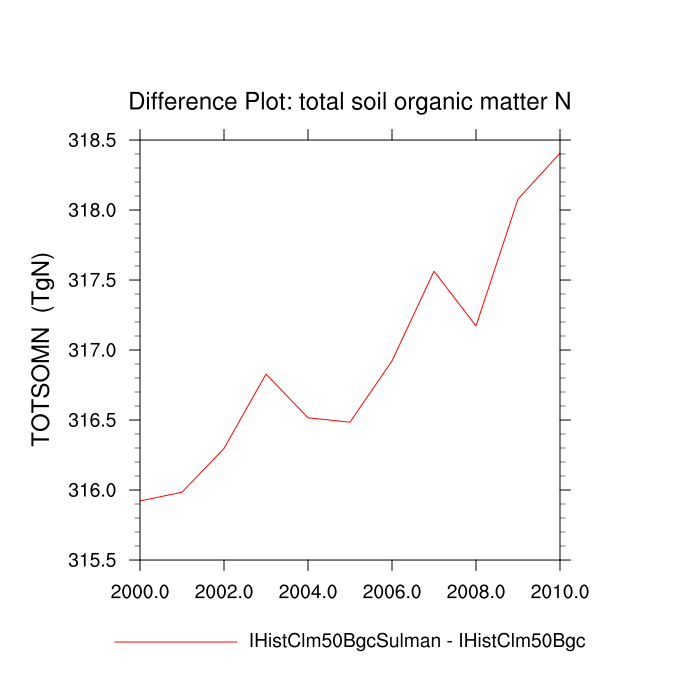 Difference Plot: total soil organic matter N
TOTSOMN (TgN)
318.5
318.0
317.5
317.0
316.5
316.0
315.5
2000.0 2002.0 2004.0 2006.0 2008.0 2010.0
IHistClm50BgcSulman - IHistClm50Bgc